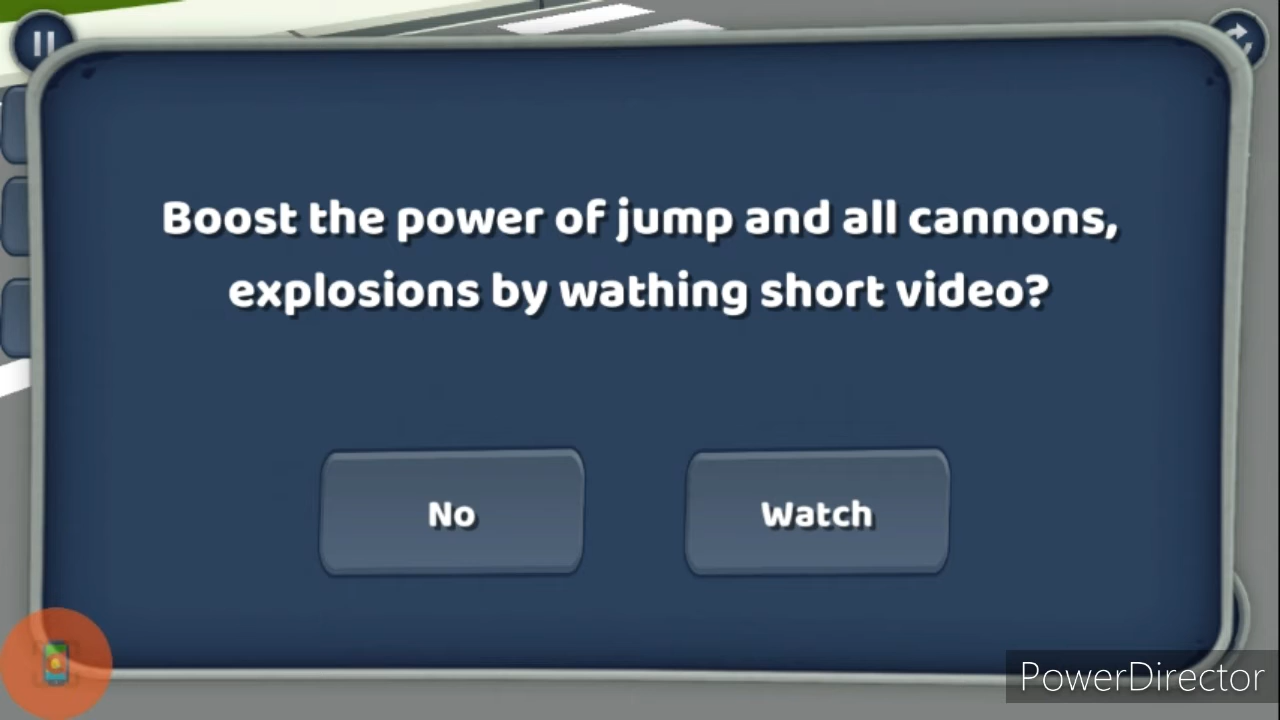 Boost the power of jump and all cannons,
explosions by wathing short video?
No
Watch
PowerDirector